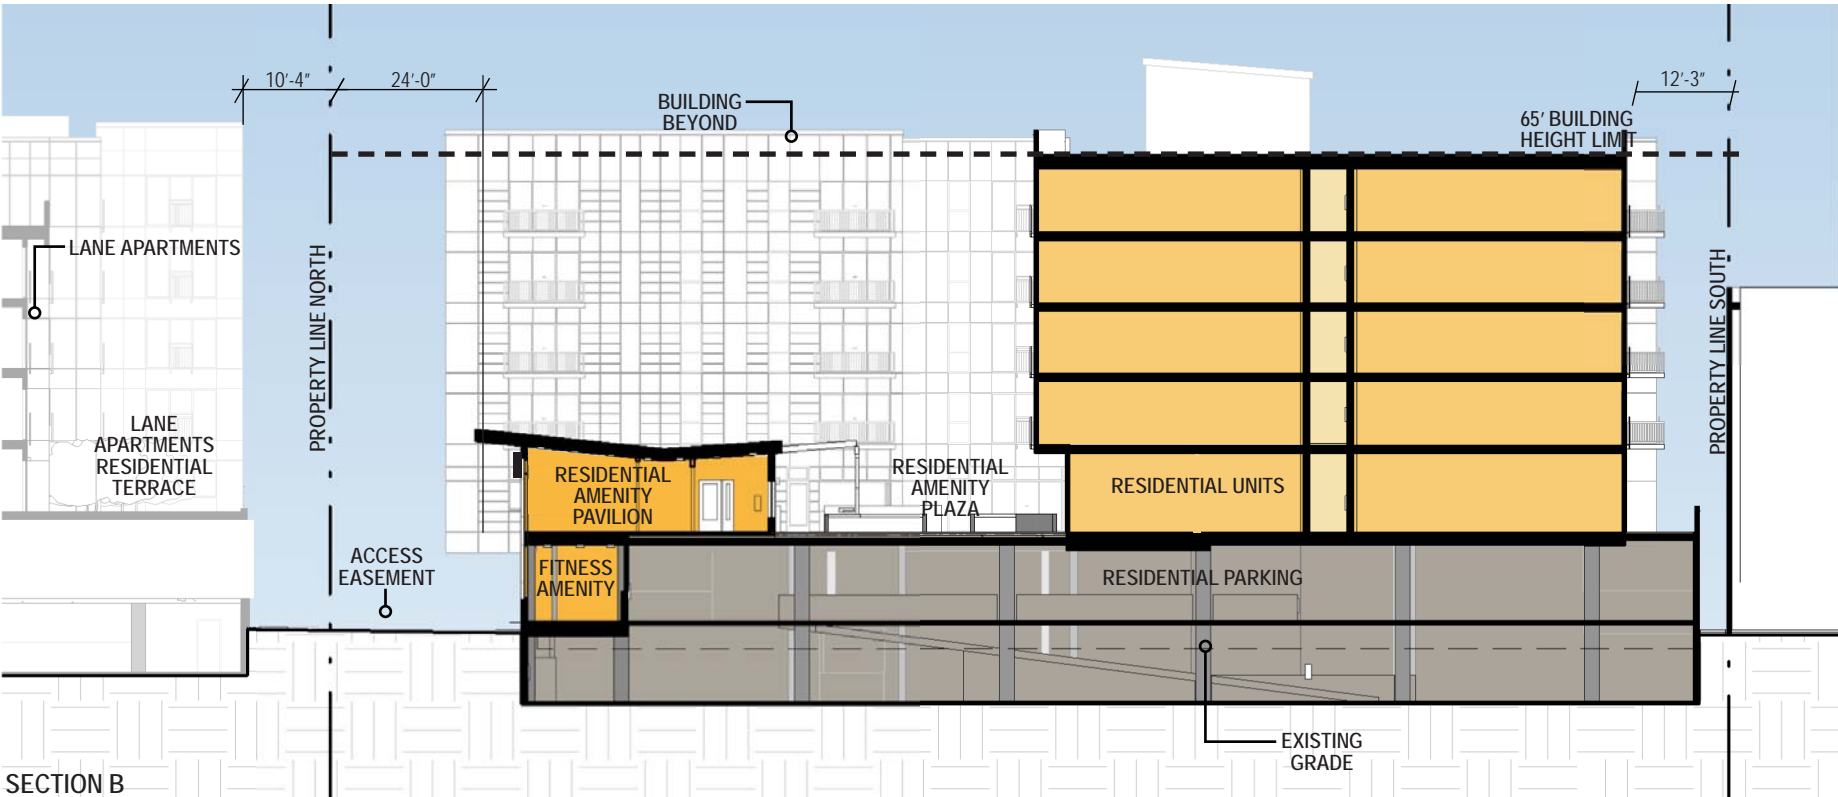 10'-4"
24'-0"
12'-3"
BUILDING
BEYOND
65' BUILDING
HEIGHT LIMIT
LANE APARTMENTS
PROPERTY LINE NORTH
PROPERTY LINE SOUTH
LANE
APARTMENTS
RESIDENTIAL
TERRACE
RESIDENTIAL
AMENITY
PAVILION
RESIDENTIAL
AMENITY
PLAZA
RESIDENTIAL UNITS
ACCESS
EASEMENT
FITNESS
AMENITY
RESIDENTIAL PARKING
EXISTING
GRADE
SECTION B